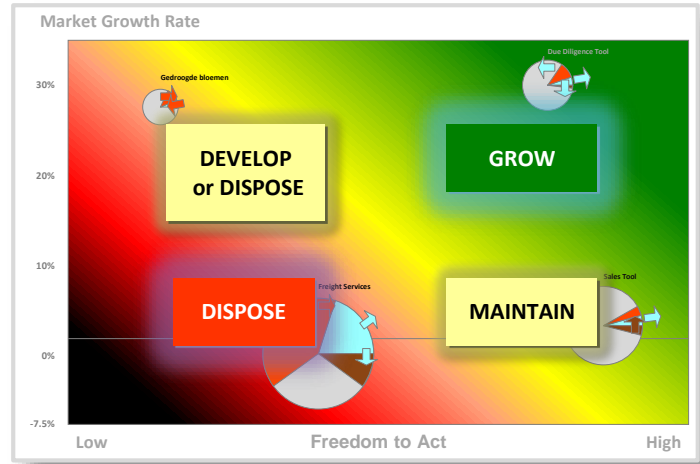 Market Growth Rate
Due Diligence Tool
30%
Gedroogde bloemen
DEVELOP
or DISPOSE
GROW
20%
10%
Freight Services
Sales Tool
DISPOSE
MAINTAIN
0%
-7.5%
Low
Freedom to Act
High